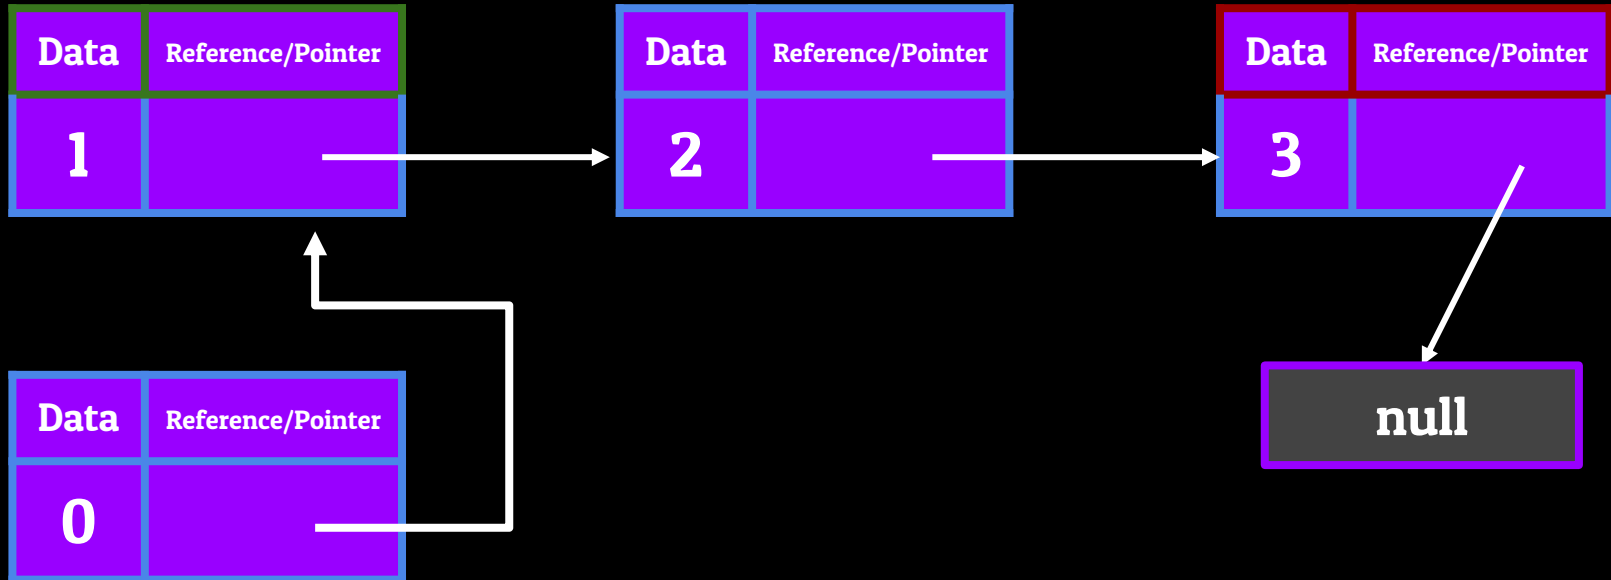 Data Reference/Pointer
1
Data Reference/Pointer
2
Data Reference/Pointer
3
null
Data Reference/Pointer
0